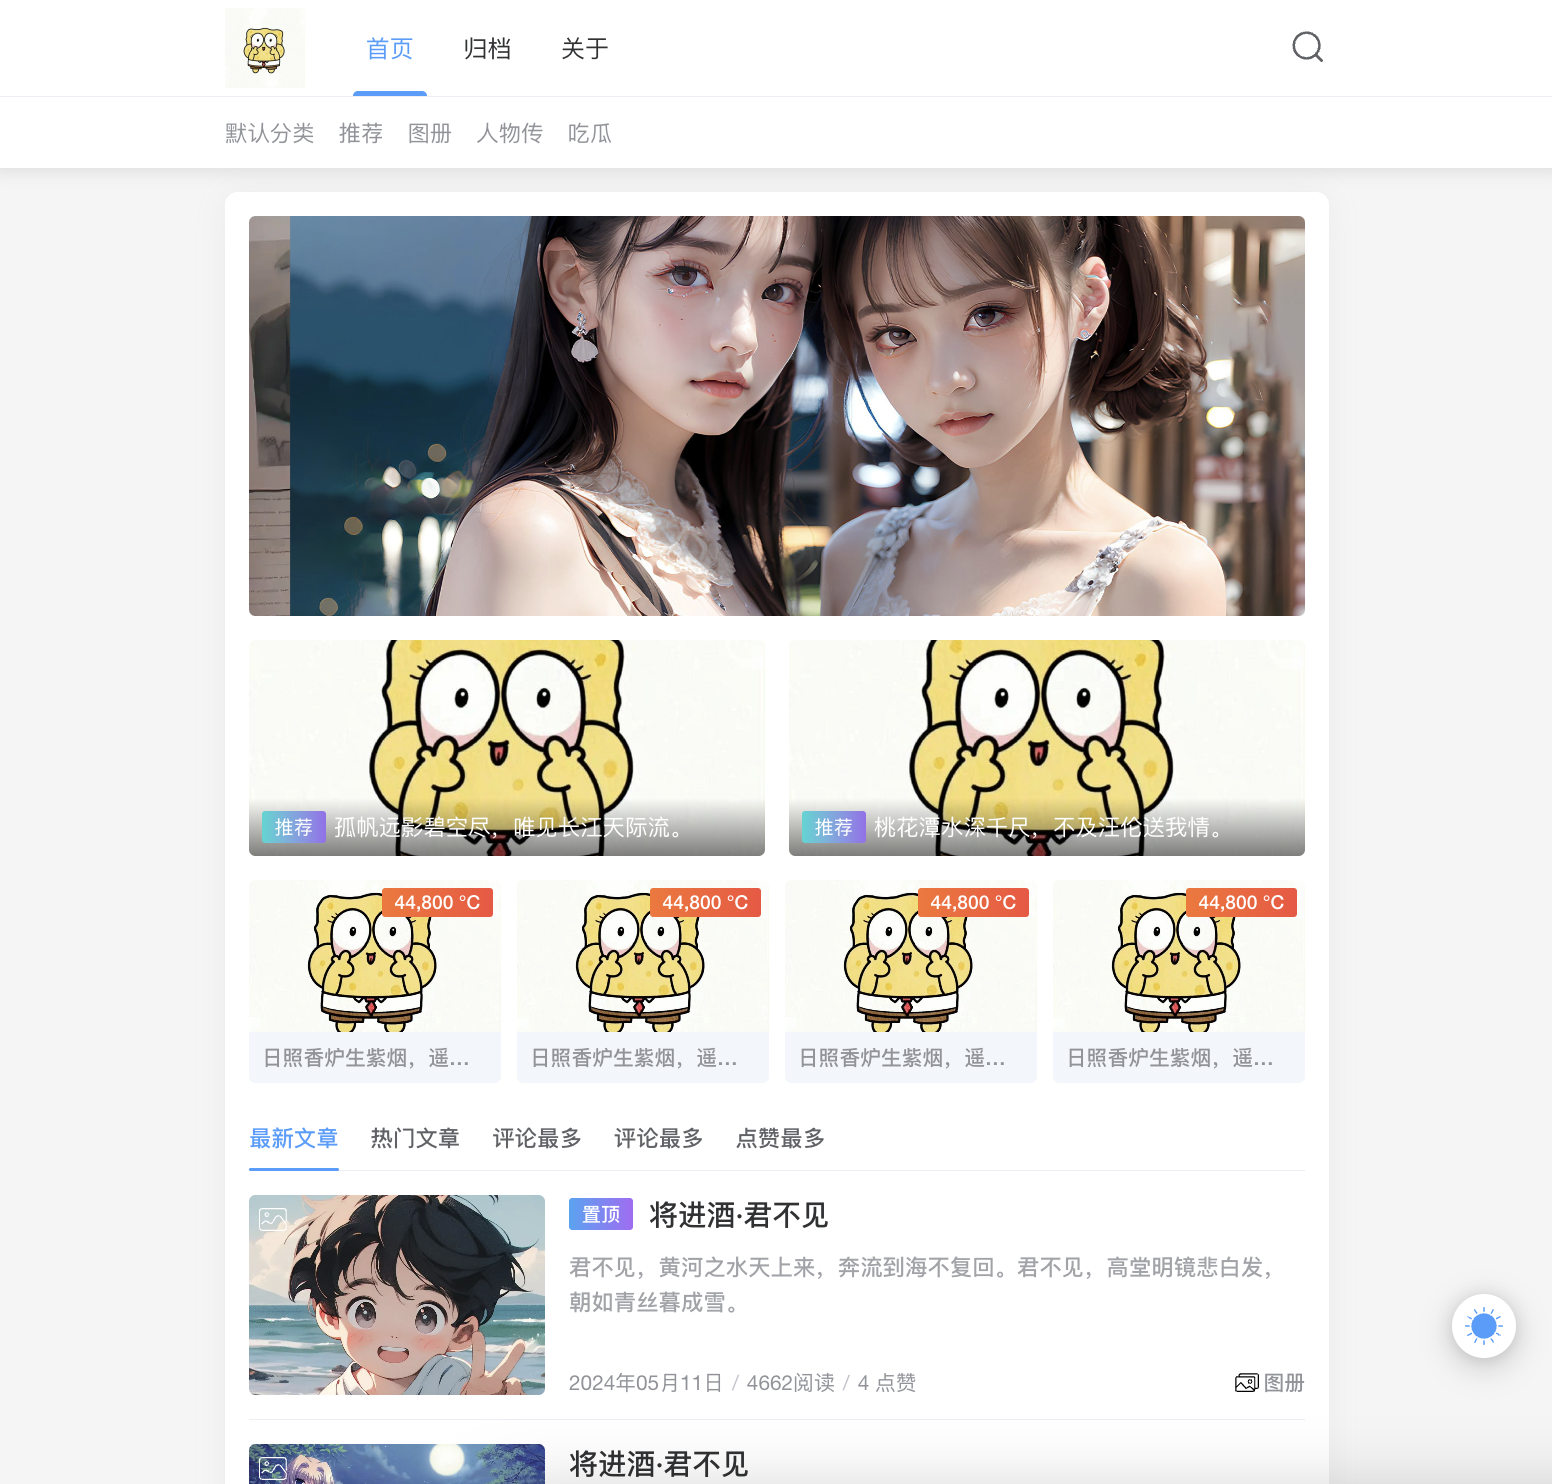 首页 归档 关于
默认分类 推荐 图册 人物传 吃瓜
推荐 孤帆远影碧空尽，唯见长江天际流。
推荐 桃花潭水深千尺，不及汪伦送我情。
44,800 °C
44,800 °C
44,800 °C
44,800 °C
日照香炉生紫烟，遥...
日照香炉生紫烟，遥...
日照香炉生紫烟，遥...
日照香炉生紫烟，遥...
最新文章 热门文章 评论最多 评论最多 点赞最多
置顶 将进酒·君不见
君不见，黄河之水天上来，奔流到海不复回。君不见，高堂明镜悲白发，
朝如青丝暮成雪。
2024年05月11日 / 4662阅读 / 4 点赞
图册
将进酒·君不见